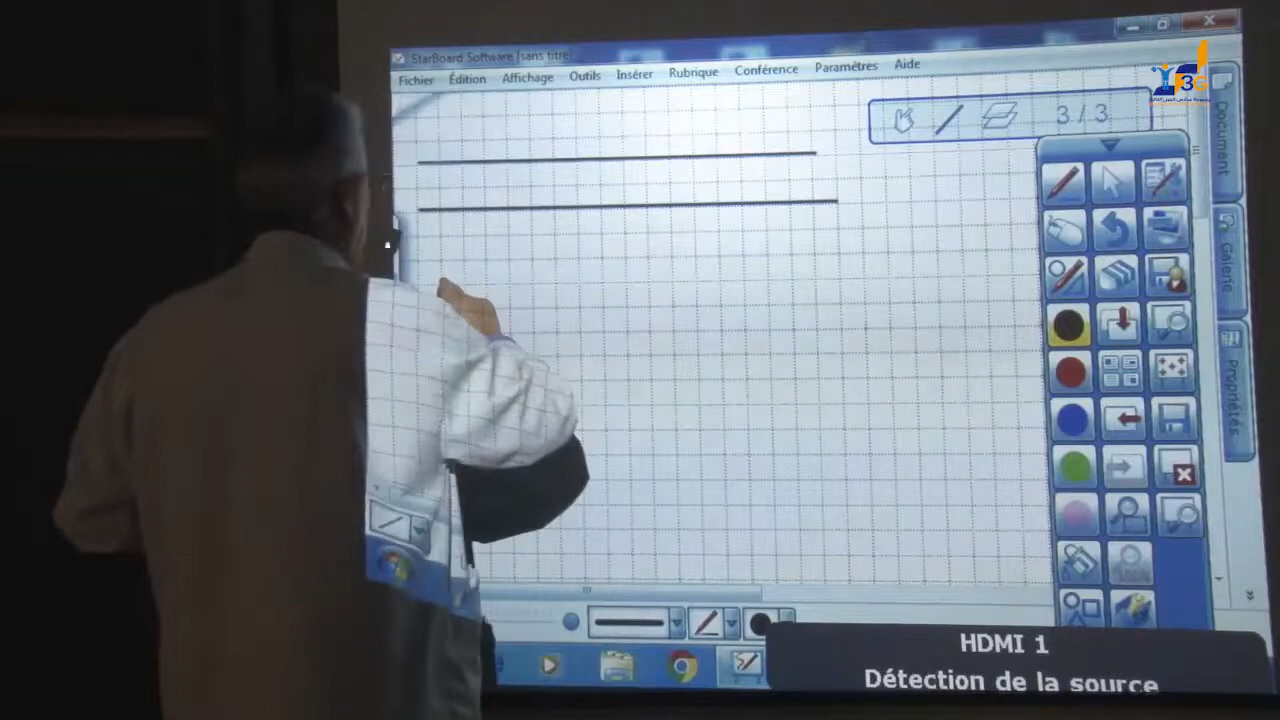 StarBoard Software [sans titre]
Fichier Édition Affichage Outils Insérer Rubrique Conférence Paramètres Aide
3G
3 / 3
Document
Galerie
Propriétés
HDMI 1
Détection de la source